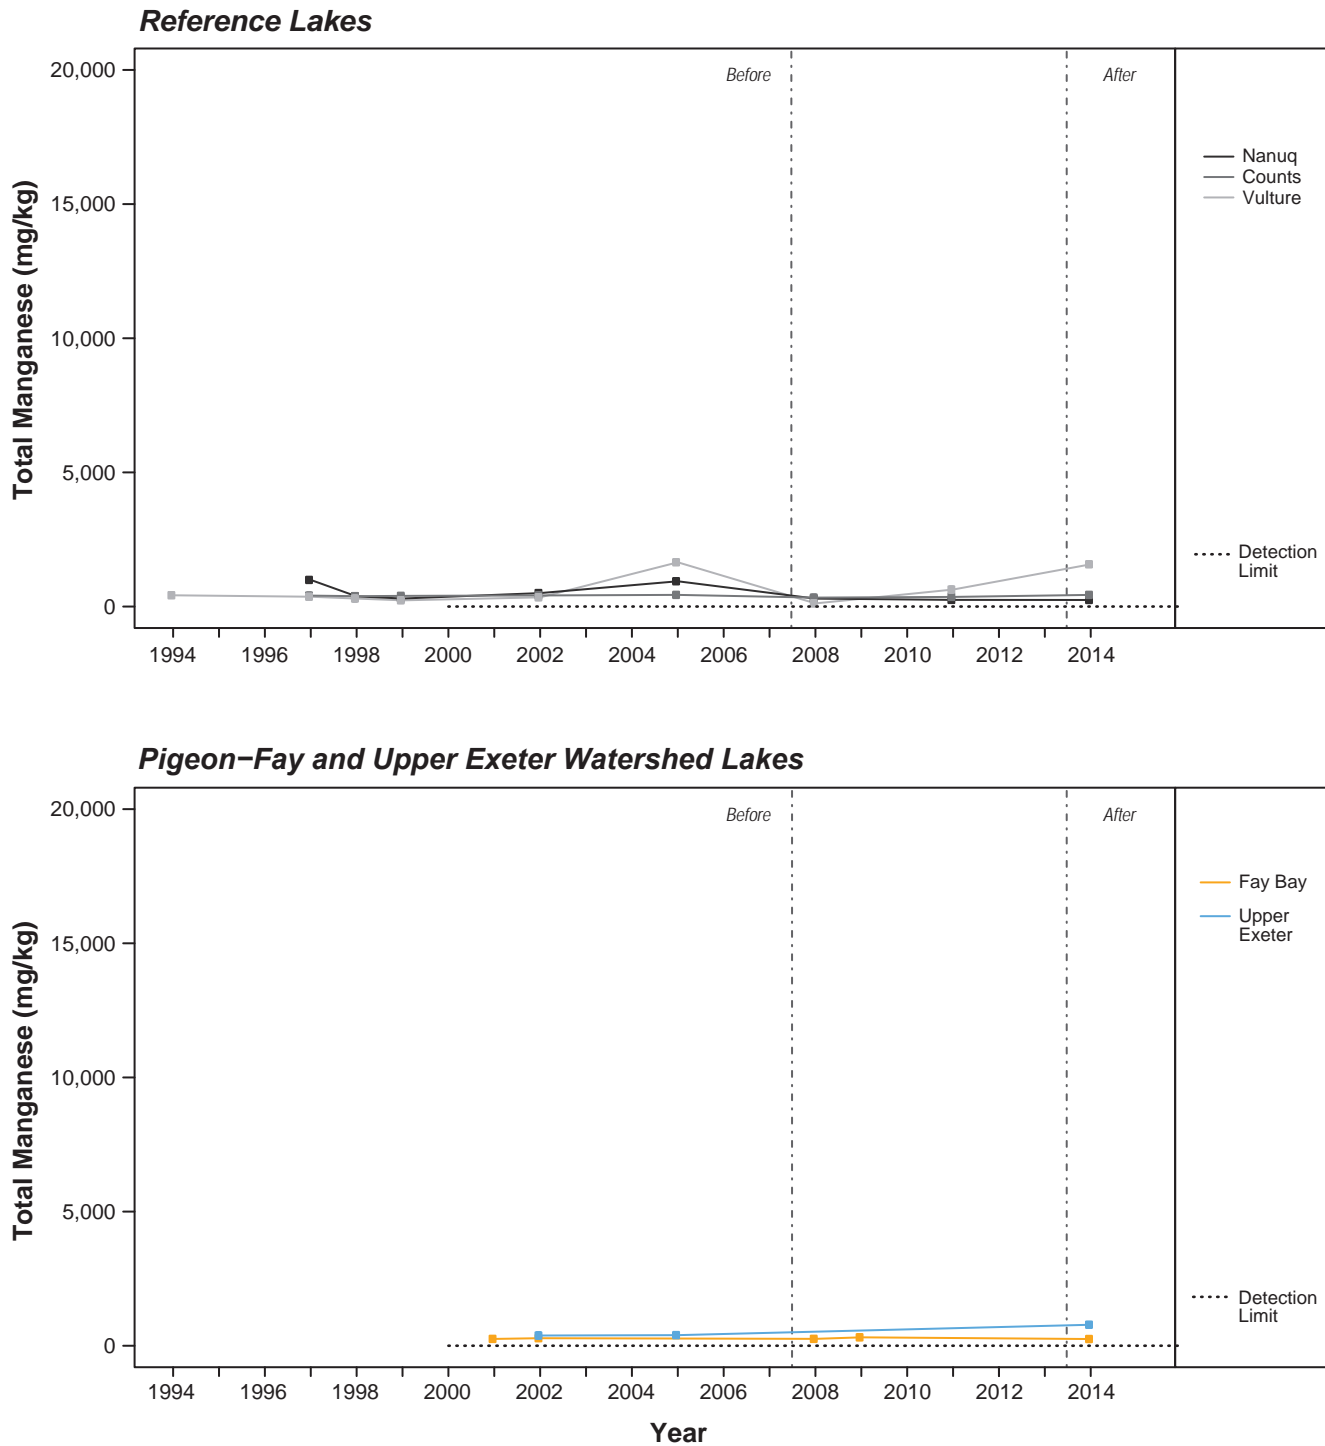 Reference Lakes
20,000
15,000
10,000
5,000
0
Total Manganese (mg/kg)
Before
After
Nanuq
Counts
Vulture
Detection
Limit
1994 1996 1998 2000 2002 2004 2006 2008 2010 2012 2014
Pigeon−Fay and Upper Exeter Watershed Lakes
20,000
15,000
10,000
5,000
0
Total Manganese (mg/kg)
Before
After
Fay Bay
Upper
Exeter
Detection
Limit
1994 1996 1998 2000 2002 2004 2006 2008 2010 2012 2014
Year